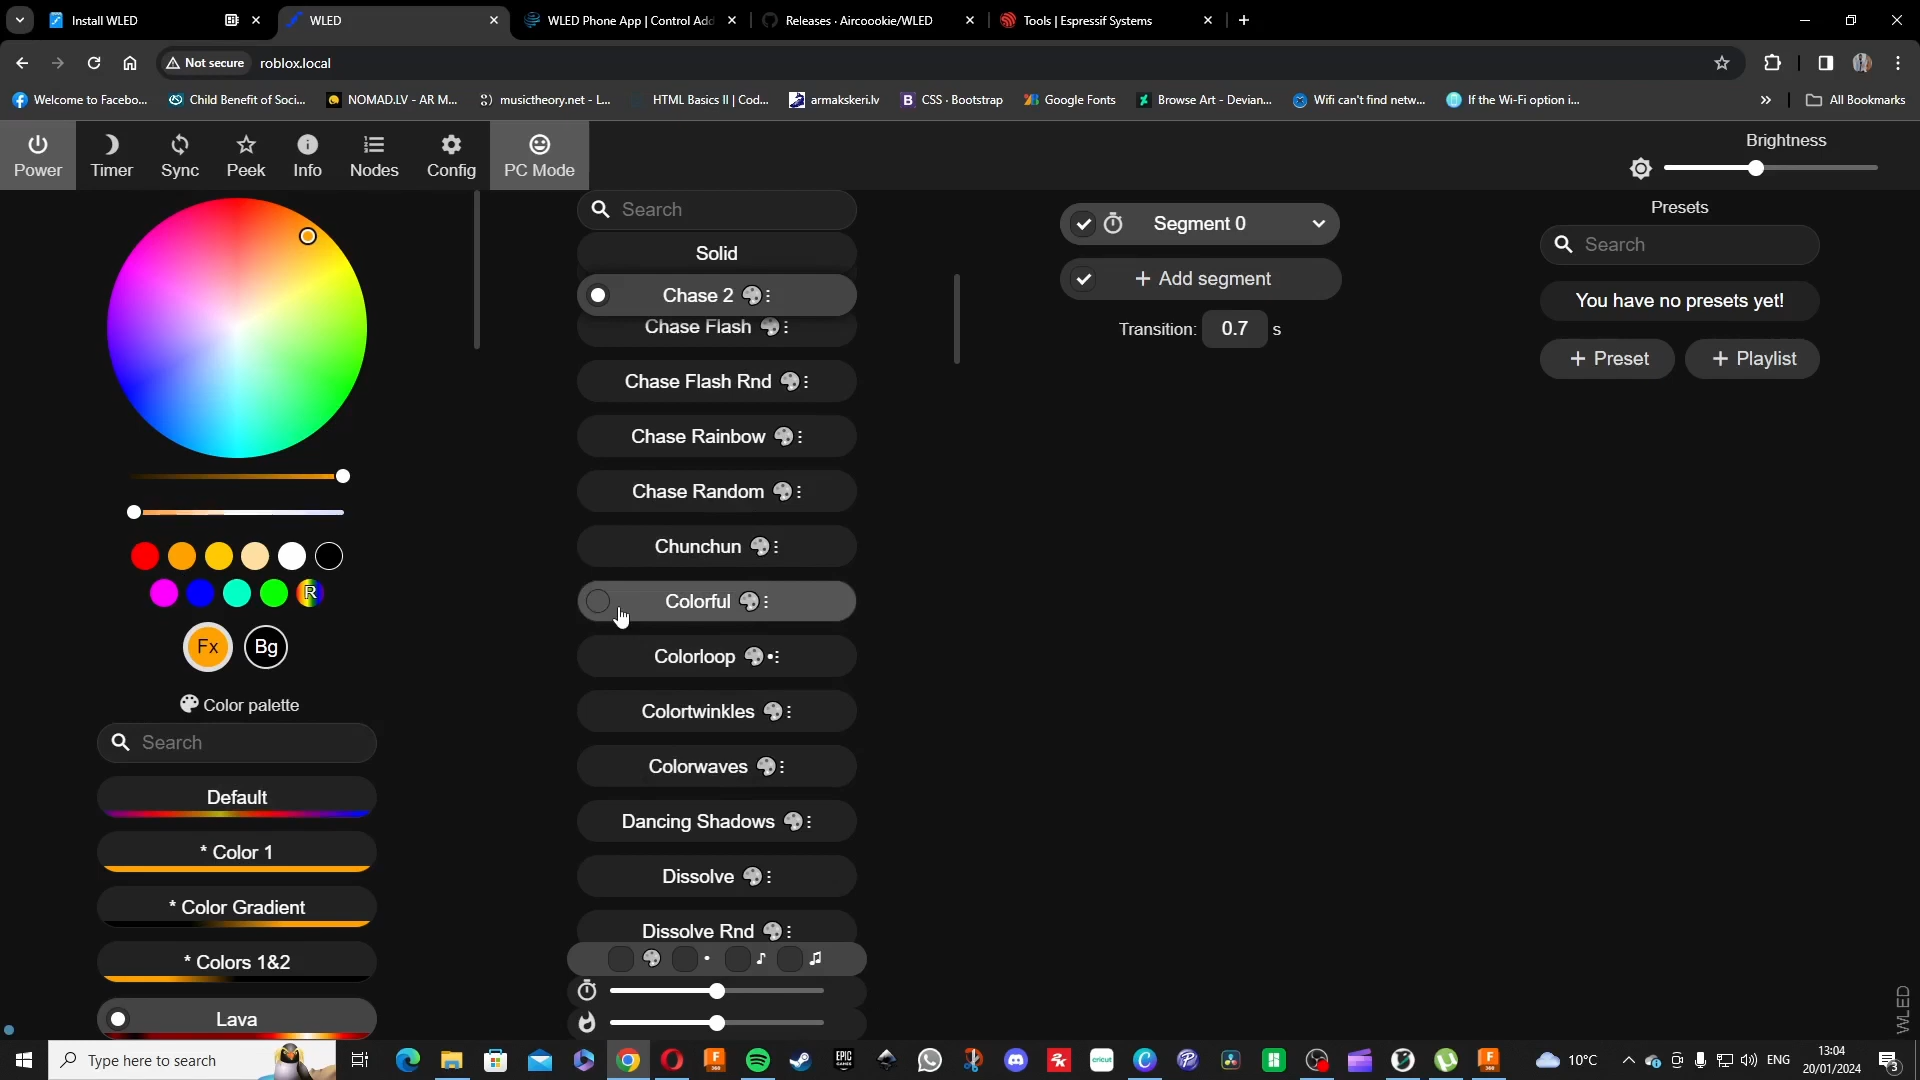 Install WLED
WLED
WLED Phone App | Control Add
Releases · Aircoookie/WLED
Tools | Espressif Systems
Not secure
roblox.local
Welcome to Facebo...
Child Benefit of Soci...
NOMAD.LV - AR M...
musictheory.net - L...
HTML Basics II | Cod...
armakskeri.lv
CSS · Bootstrap
Google Fonts
Browse Art - Devian...
Wifi can't find netw...
If the Wi-Fi option i...
All Bookmarks
Power
Timer
Sync
Peek
Info
Nodes
Config
PC Mode
Brightness
Fx
Bg
R
Color palette
Search
Default
* Color 1
* Color Gradient
* Colors 1&2
Lava
Search
Solid
Chase 2
Chase Flash
Chase Flash Rnd
Chase Rainbow
Chase Random
Chunchun
Colorful
Colorloop
Colortwinkles
Colorwaves
Dancing Shadows
Dissolve
Dissolve Rnd
Segment 0
+ Add segment
Transition: 0.7 s
Presets
Search
You have no presets yet!
+ Preset
+ Playlist
WLED
Type here to search
10°C
ENG
13:04
20/01/2024
3